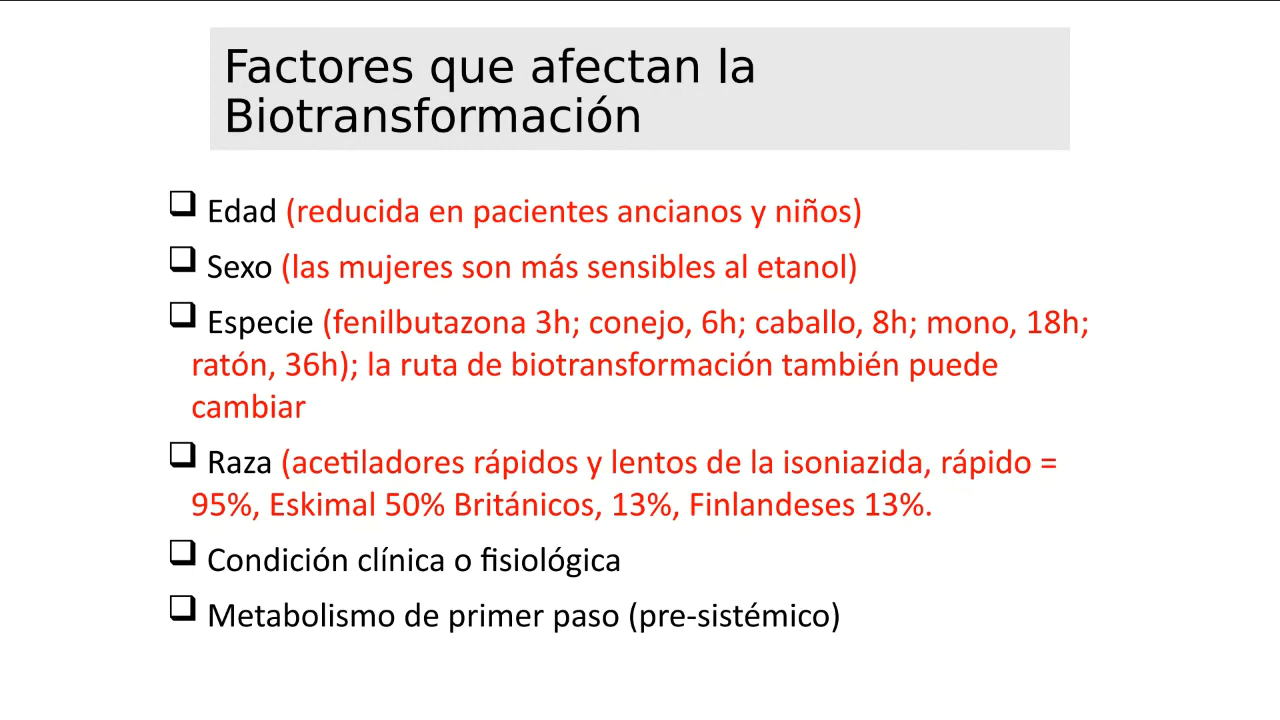 Factores que afectan la
Biotransformación
❑ Edad (reducida en pacientes ancianos y niños)
❑ Sexo (las mujeres son más sensibles al etanol)
❑ Especie (fenilbutazona 3h; conejo, 6h; caballo, 8h; mono, 18h;
ratón, 36h); la ruta de biotransformación también puede
cambiar
❑ Raza (acetiladores rápidos y lentos de la isoniazida, rápido =
95%, Eskimal 50% Británicos, 13%, Finlandeses 13%.
❑ Condición clínica o fisiológica
❑ Metabolismo de primer paso (pre-sistémico)